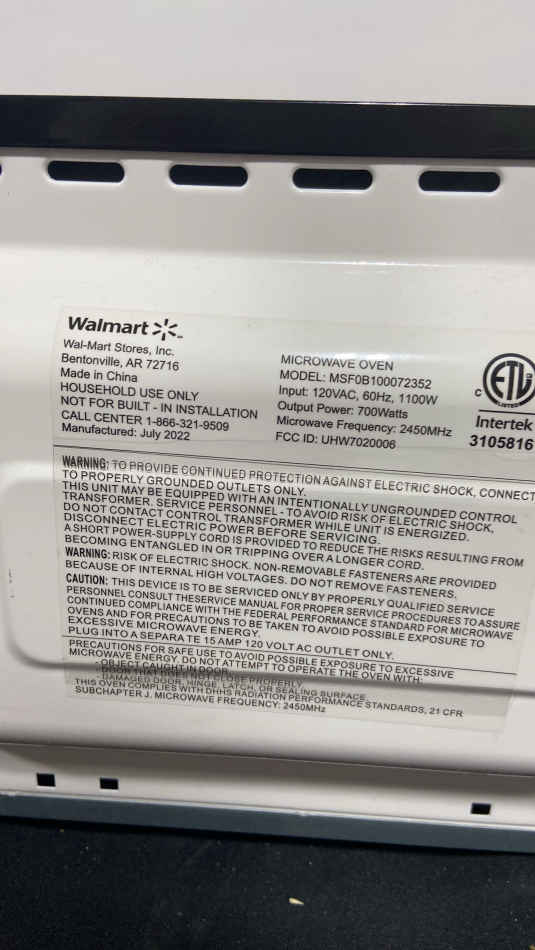 Walmart
Wal-Mart Stores, Inc.
Bentonville, AR 72716
Made in China
HOUSEHOLD USE ONLY
NOT FOR BUILT - IN INSTALLATION
CALL CENTER 1-866-321-9509
Manufactured: July 2022
MICROWAVE OVEN
MODEL: MSF0B100072352
Input: 120VAC, 60Hz, 1100W
Output Power: 700Watts
Microwave Frequency: 2450MHz
FCC ID: UHW7020006
C
ETL
LISTED
Intertek
3105816
WARNING: TO PROVIDE CONTINUED PROTECTION AGAINST ELECTRIC SHOCK, CONNECT
TO PROPERLY GROUNDED OUTLETS ONLY.
THIS UNIT MAY BE EQUIPPED WITH AN INTENTIONALLY UNGROUNDED CONTROL
TRANSFORMER. SERVICE PERSONNEL - TO AVOID RISK OF ELECTRIC SHOCK,
DO NOT CONTACT CONTROL TRANSFORMER WHILE UNIT IS ENERGIZED.
DISCONNECT ELECTRIC POWER BEFORE SERVICING.
A SHORT POWER-SUPPLY CORD IS PROVIDED TO REDUCE THE RISKS RESULTING FROM
BECOMING ENTANGLED IN OR TRIPPING OVER A LONGER CORD.
WARNING: RISK OF ELECTRIC SHOCK. NON-REMOVABLE FASTENERS ARE PROVIDED
BECAUSE OF INTERNAL HIGH VOLTAGES. DO NOT REMOVE FASTENERS.
CAUTION: THIS DEVICE IS TO BE SERVICED ONLY BY PROPERLY QUALIFIED SERVICE
PERSONNEL CONSULT THESERVICE MANUAL FOR PROPER SERVICE PROCEDURES TO ASSURE
CONTINUED COMPLIANCE WITH THE FEDERAL PERFORMANCE STANDARD FOR MICROWAVE
OVENS AND FOR PRECAUTIONS TO BE TAKEN TO AVOID POSSIBLE EXPOSURE TO
EXCESSIVE MICROWAVE ENERGY.
PLUG INTO A SEPARA TE 15 AMP 120 VOLT AC OUTLET ONLY.
PRECAUTIONS FOR SAFE USE TO AVOID POSSIBLE EXPOSURE TO EXCESSIVE
MICROWAVE ENERGY. DO NOT ATTEMPT TO OPERATE THE OVEN WITH:
- OBJECT CAUGHT IN DOOR
- DOOR THAT DOES NOT CLOSE PROPERLY
- DAMAGED DOOR, HINGE, LATCH, OR SEALING SURFACE
THIS OVEN COMPLIES WITH DHHS RADIATION PERFORMANCE STANDARDS, 21 CFR
SUBCHAPTER J. MICROWAVE FREQUENCY: 2450MHz